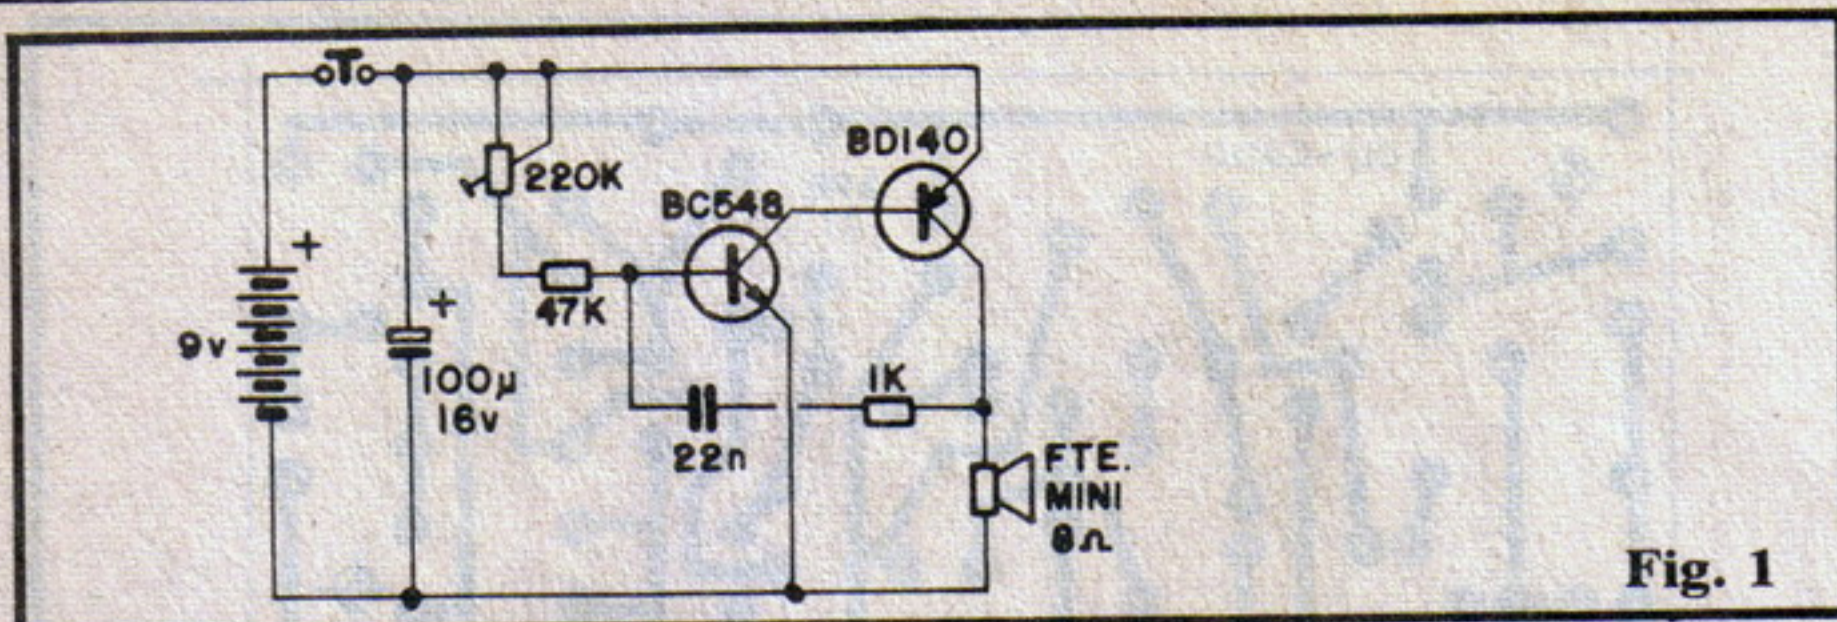 BD140
220K
BC548
+
47K
+
9v
100µ
16v
1K
22n
FTE.
MINI
8Ω
Fig. 1